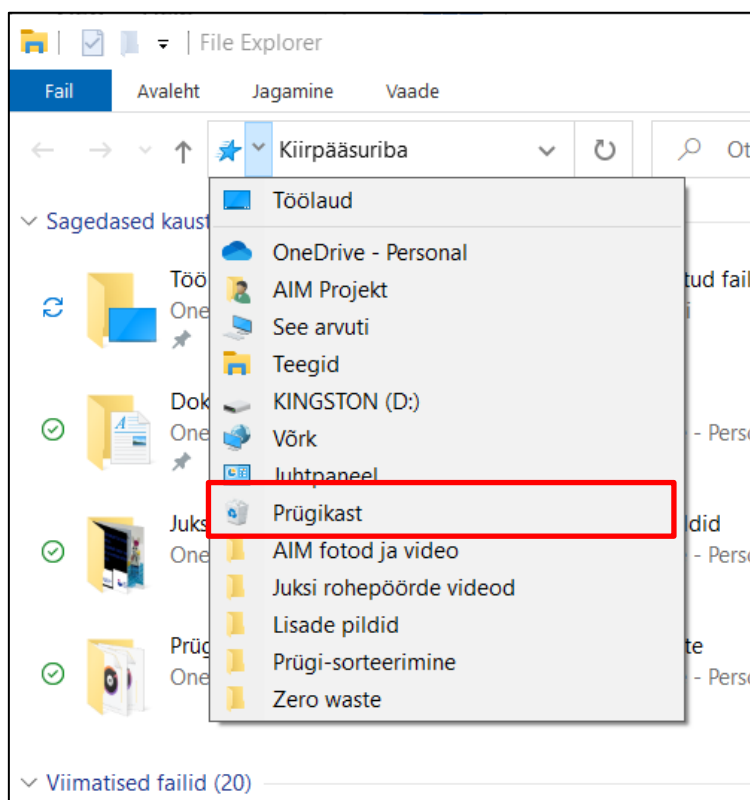 File Explorer
Fail Avaleht Jagamine Vaade
Kiirpääsuriba
Töölaud
Sagedased
OneDrive - Personal
AIM Projekt
See arvuti
Teegid
KINGSTON (D:)
Võrk
Juhtpaneel
Prügikast
AIM fotod ja video
Juksi rohepöörde videod
Lisade pildid
Prügi-sorteerimine
Zero waste
Viimatised failid (20)